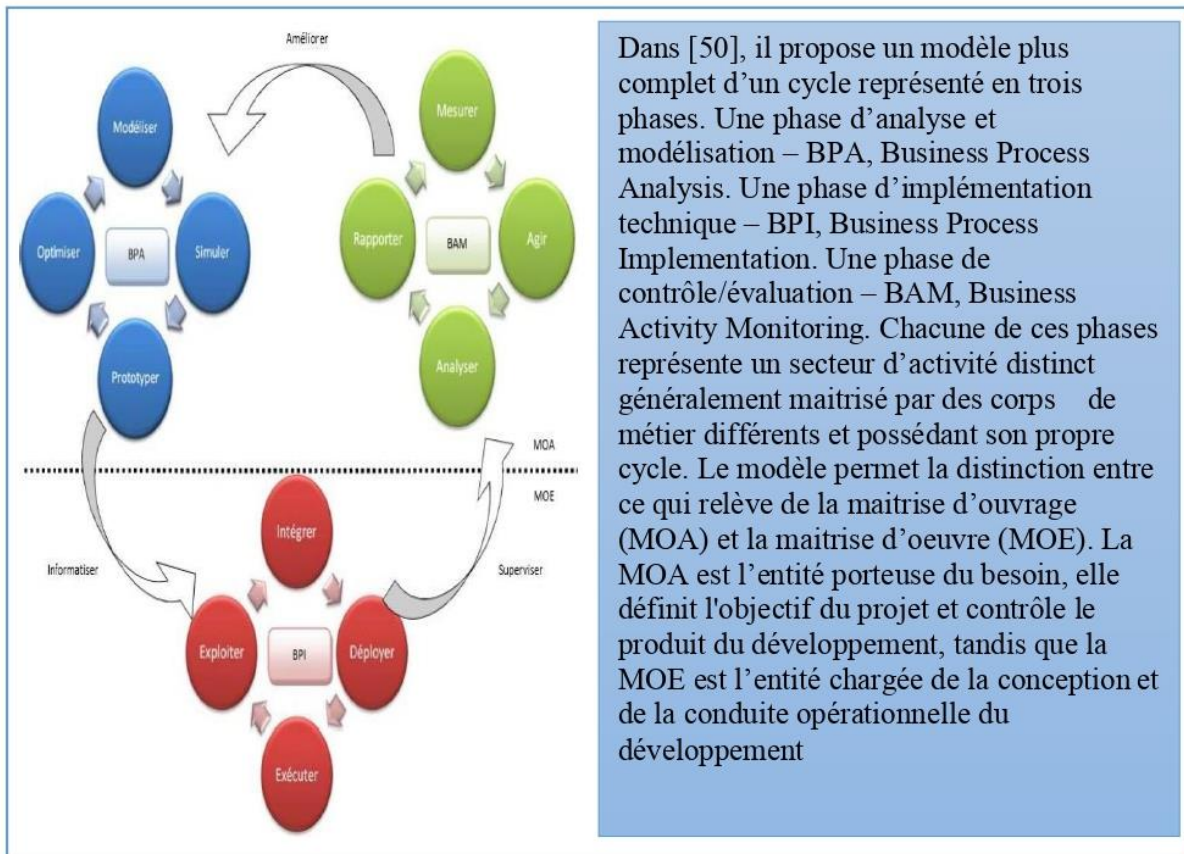 Améliorer
Modéliser
Optimiser
BPA
Simuler
Prototyper
Mesurer
Rapporter
BAM
Agir
Analyser
MOA
MOE
Informatiser
Superviser
Intégrer
Exploiter
BPI
Déployer
Exécuter
Dans [50], il propose un modèle plus
complet d’un cycle représenté en trois
phases. Une phase d’analyse et
modélisation – BPA, Business Process
Analysis. Une phase d’implémentation
technique – BPI, Business Process
Implementation. Une phase de
contrôle/évaluation – BAM, Business
Activity Monitoring. Chacune de ces phases
représente un secteur d’activité distinct
généralement maitrisé par des corps de
métier différents et possédant son propre
cycle. Le modèle permet la distinction entre
ce qui relève de la maitrise d’ouvrage
(MOA) et la maitrise d’oeuvre (MOE). La
MOA est l’entité porteuse du besoin, elle
définit l'objectif du projet et contrôle le
produit du développement, tandis que la
MOE est l’entité chargée de la conception et
de la conduite opérationnelle du
développement